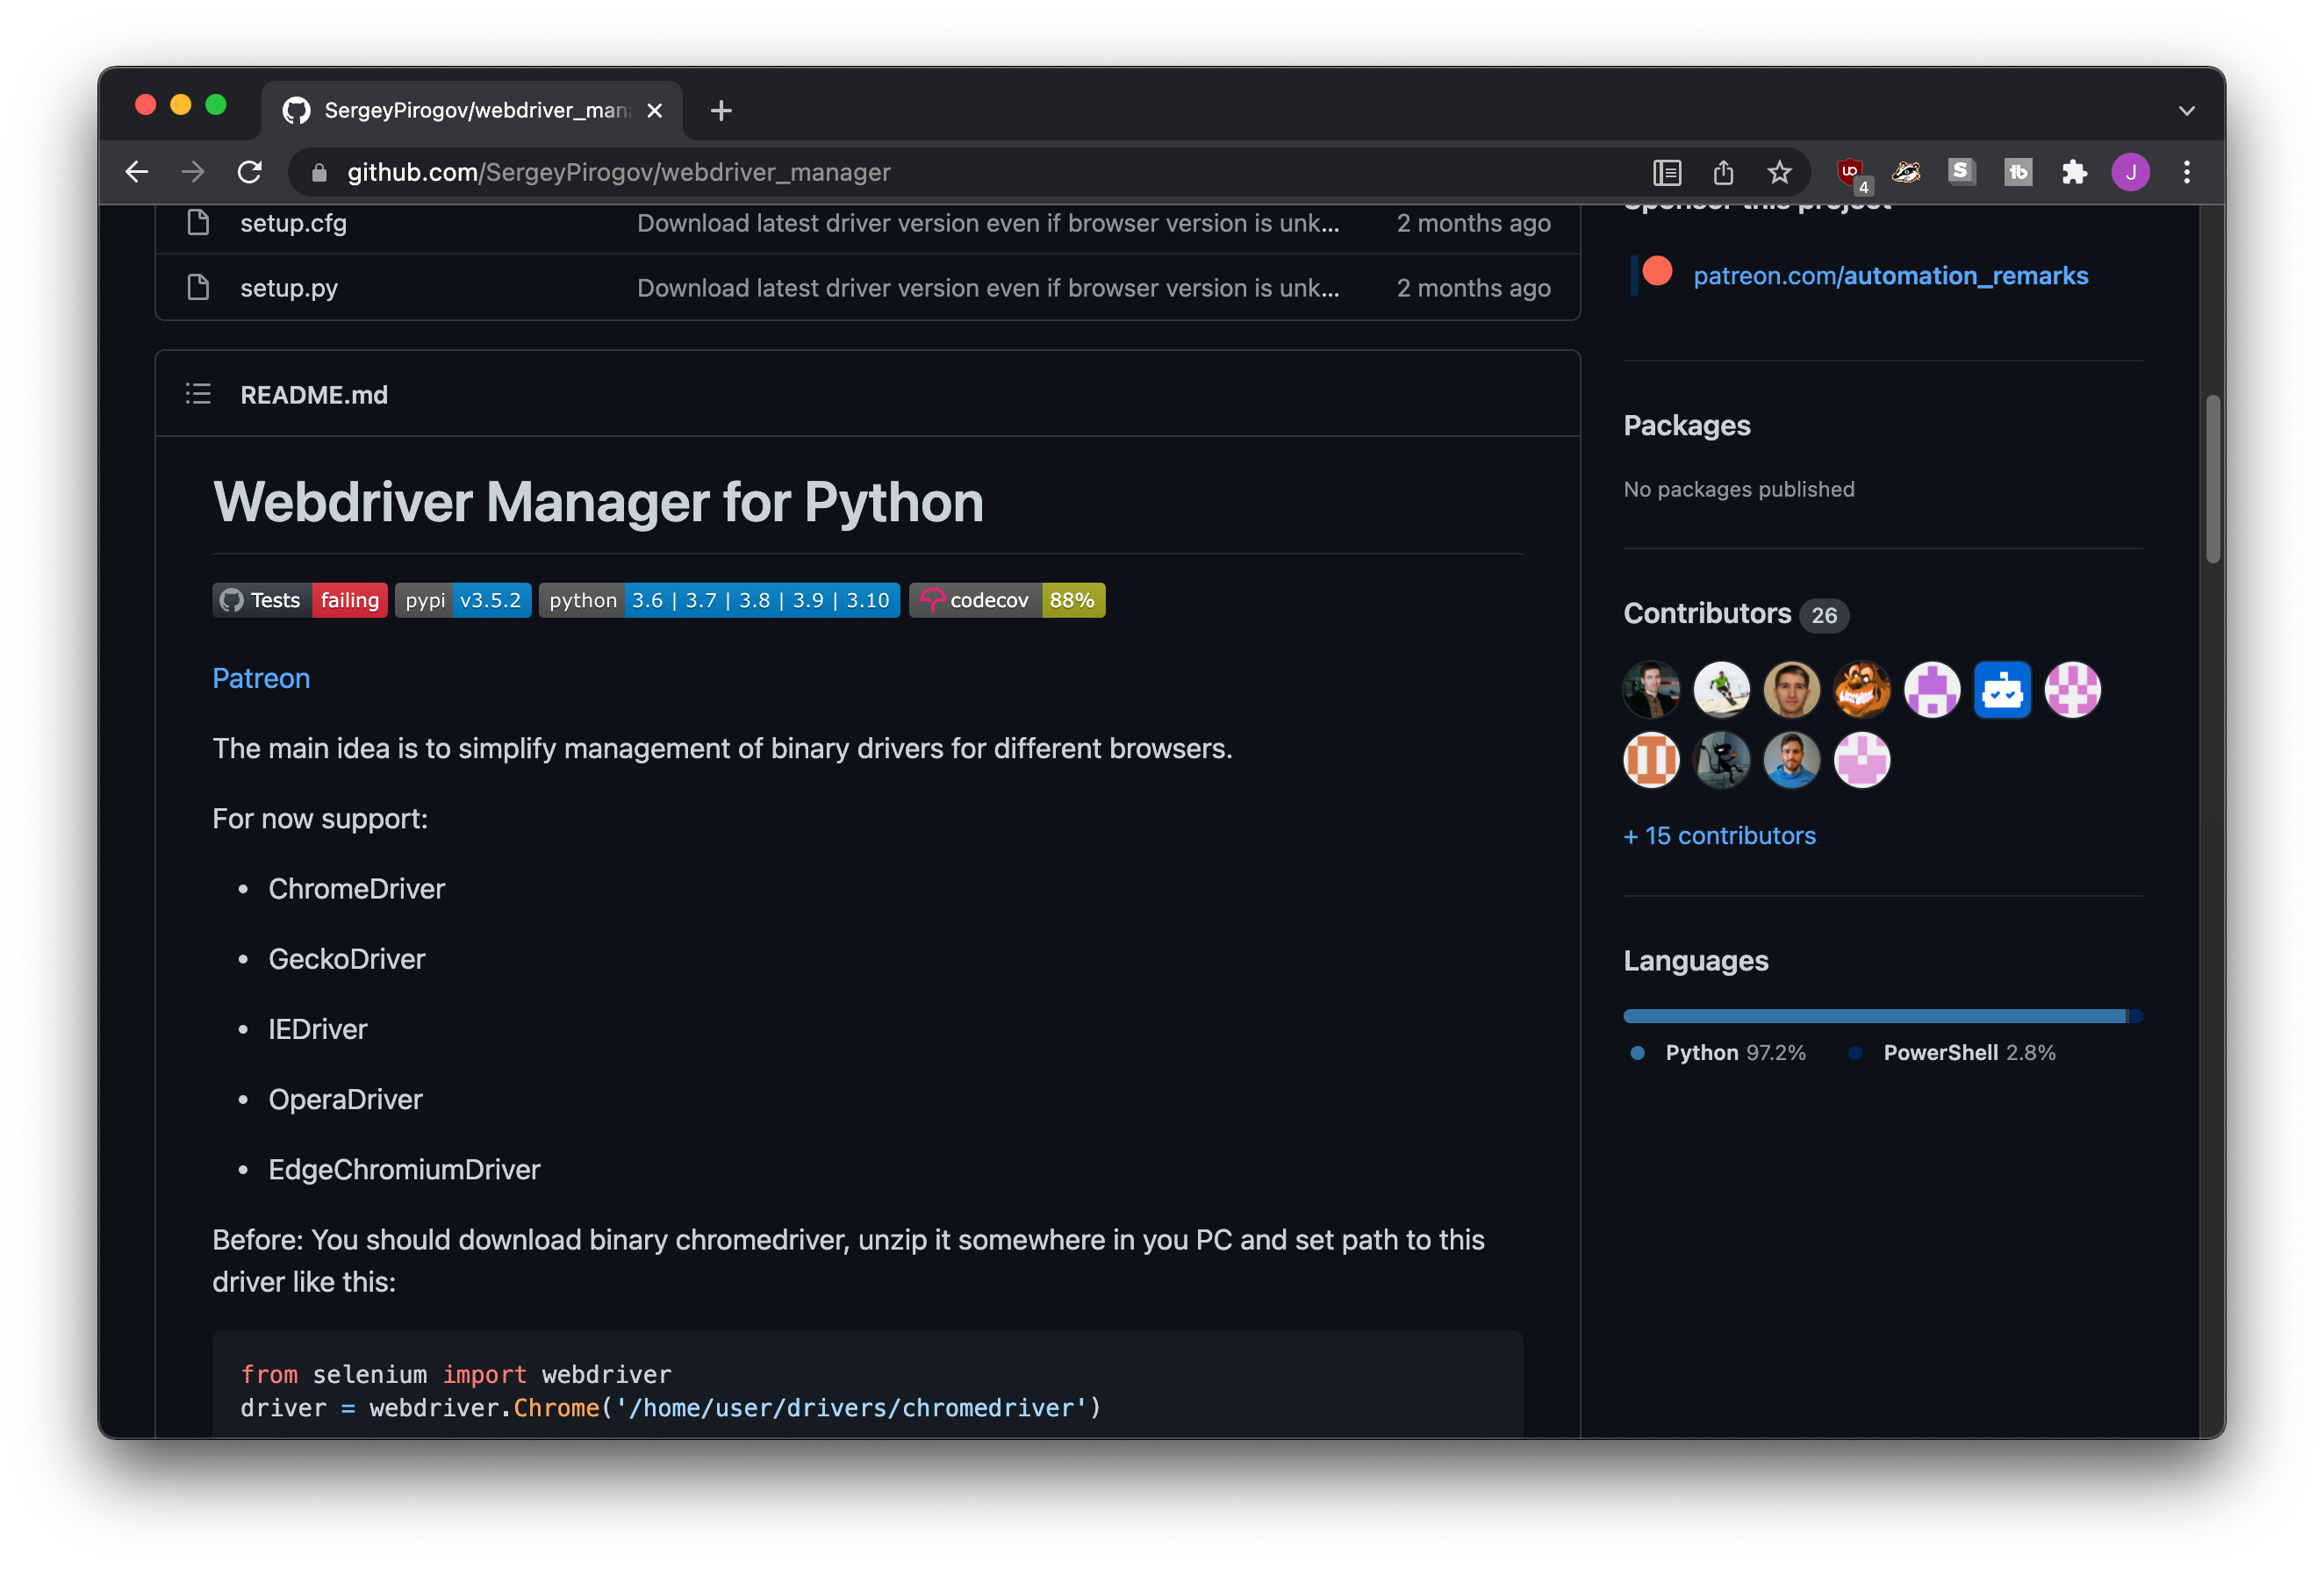 SergeyPirogov/webdriver_mana
github.com/SergeyPirogov/webdriver_manager
4
J
setup.cfg Download latest driver version even if browser version is unk... 2 months ago
setup.py Download latest driver version even if browser version is unk... 2 months ago
README.md
Webdriver Manager for Python
Tests failing pypi v3.5.2 python 3.6 | 3.7 | 3.8 | 3.9 | 3.10 codecov 88%
Patreon
The main idea is to simplify management of binary drivers for different browsers.
For now support:
• ChromeDriver
• GeckoDriver
• IEDriver
• OperaDriver
• EdgeChromiumDriver
Before: You should download binary chromedriver, unzip it somewhere in you PC and set path to this
driver like this:
from selenium import webdriver
driver = webdriver.Chrome('/home/user/drivers/chromedriver')
Sponsor this project
patreon.com/automation_remarks
Packages
No packages published
Contributors 26
+ 15 contributors
Languages
Python 97.2% PowerShell 2.8%